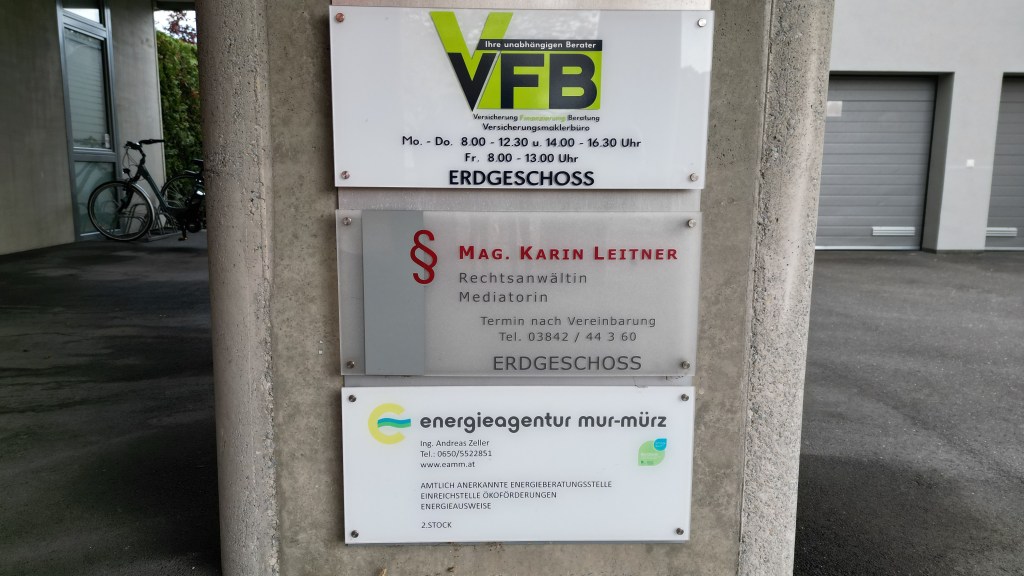 Ihre unabhängigen Berater
VFB
Versicherung Finanzierung Beratung
Versicherungsmaklerbüro
Mo. - Do. 8.00 - 12.30 u. 14.00 - 16.30 Uhr
Fr. 8.00 - 13.00 Uhr
ERDGESCHOSS
§ MAG. KARIN LEITNER
Rechtsanwältin
Mediatorin
Termin nach Vereinbarung
Tel. 03842 / 44 3 60
ERDGESCHOSS
energieagentur mur-mürz
Ing. Andreas Zeller
Tel.: 0650/5522851
www.eamm.at
AMTLICH ANERKANNTE ENERGIEBERATUNGSSTELLE
EINREICHSTELLE ÖKOFÖRDERUNGEN
ENERGIEAUSWEISE
2.STOCK